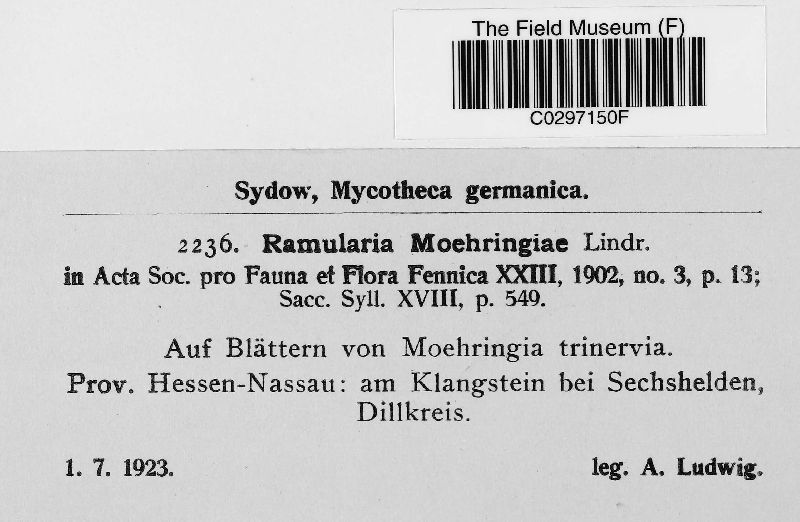 The Field Museum (F)
C0297150F
Sydow, Mycotheca germanica.
2236. Ramularia Moehringiae Lindr.
in Acta Soc. pro Fauna et Flora Fennica XXIII, 1902, no. 3, p. 13;
Sacc. Syll. XVIII, p. 549.
Auf Blättern von Moehringia trinervia.
Prov. Hessen-Nassau: am Klangstein bei Sechshelden,
Dillkreis.
1. 7. 1923. leg. A. Ludwig.